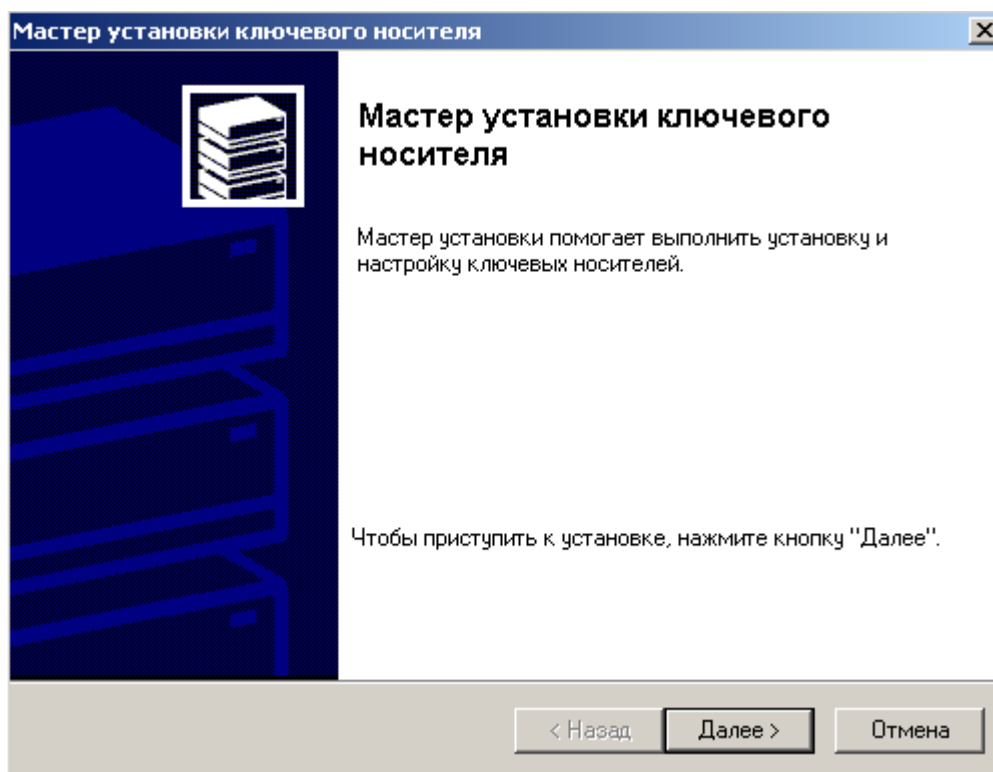 Мастер установки ключевого носителя
Мастер установки ключевого
носителя
Мастер установки помогает выполнить установку и
настройку ключевых носителей.
Чтобы приступить к установке, нажмите кнопку "Далее".
< Назад
Далее >
Отмена